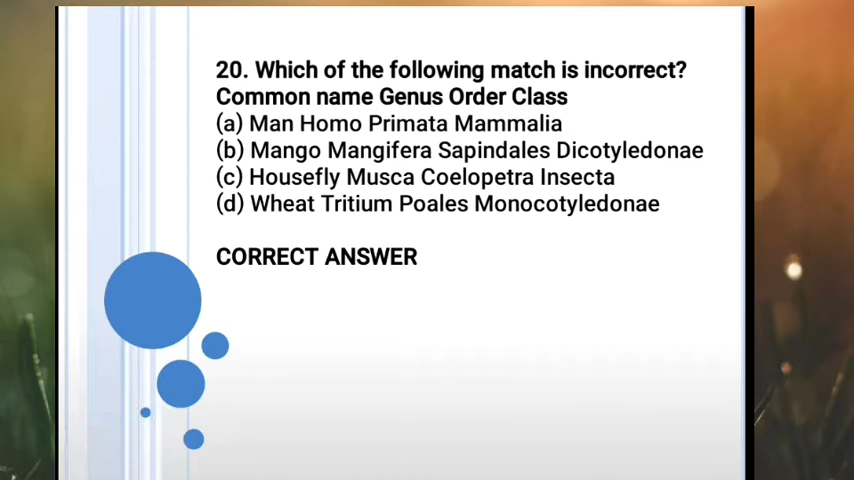 20. Which of the following match is incorrect?
Common name Genus Order Class
(a) Man Homo Primata Mammalia
(b) Mango Mangifera Sapindales Dicotyledonae
(c) Housefly Musca Coelopetra Insecta
(d) Wheat Tritium Poales Monocotyledonae
CORRECT ANSWER